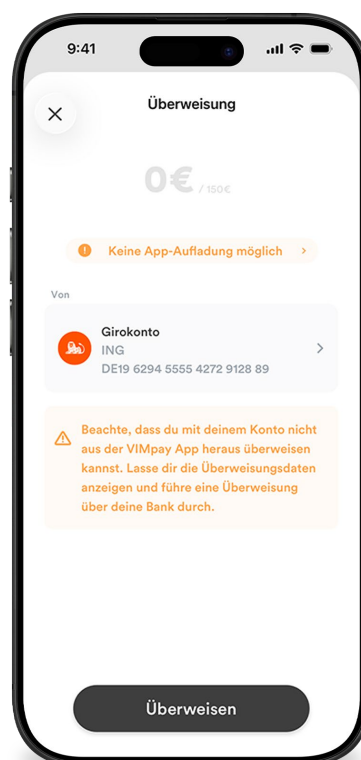 9:41
Überweisung
0€ / 150€
Keine App-Aufladung möglich
Von
Girokonto
ING
DE19 6294 5555 4272 9128 89
Beachte, dass du mit deinem Konto nicht
aus der VIMpay App heraus überweisen
kannst. Lasse dir die Überweisungsdaten
anzeigen und führe eine Überweisung
über deine Bank durch.
Überweisen